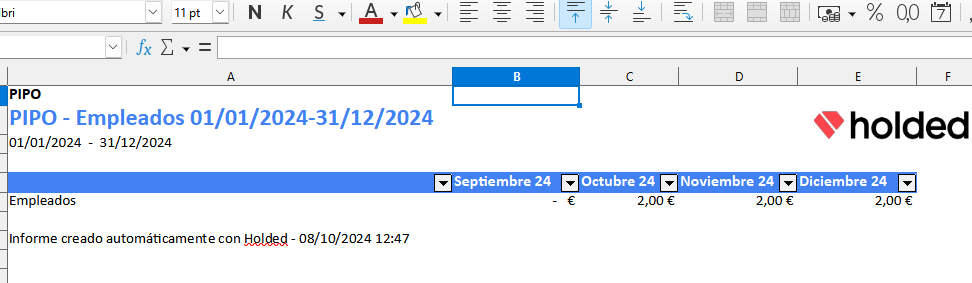 bri 11 pt N K S A
fx Σ =
A B C D E F
PIPO
PIPO - Empleados 01/01/2024-31/12/2024
01/01/2024 - 31/12/2024
holded
Septiembre 24 Octubre 24 Noviembre 24 Diciembre 24
Empleados - € 2,00 € 2,00 € 2,00 €
Informe creado automáticamente con Holded - 08/10/2024 12:47
% 0,0 7